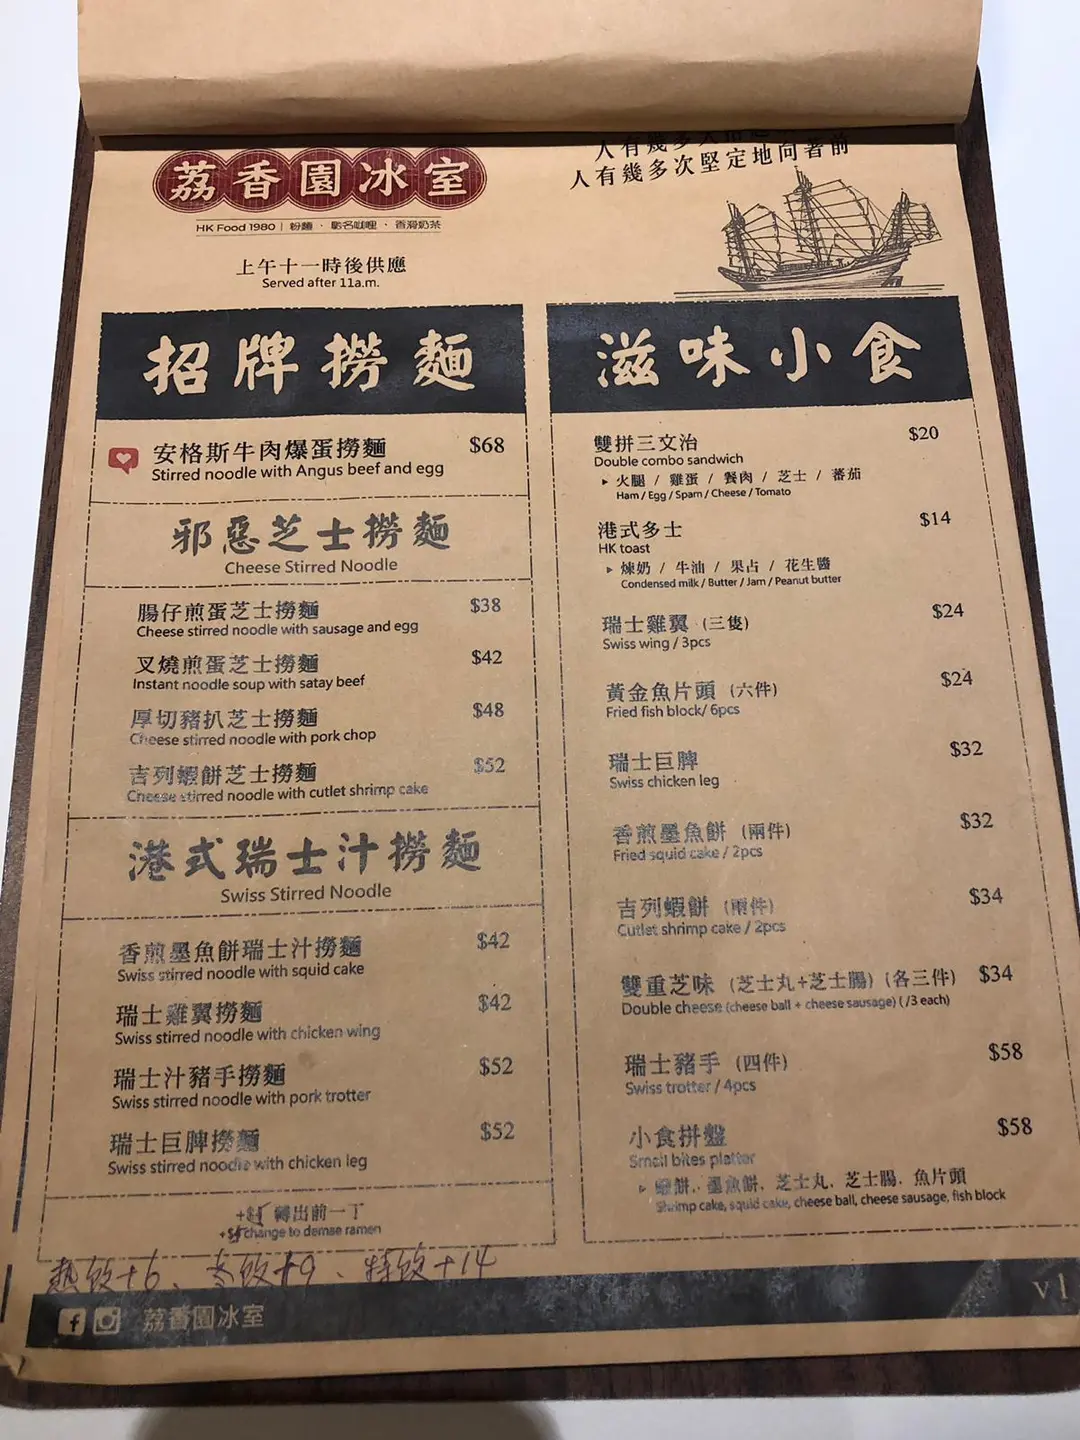 人有幾多次堅定地向著前
荔香園冰室
HK Food 1980 | 粉麵 · 馳名咖喱 · 香滑奶茶
上午十一時後供應
Served after 11a.m.
招牌撈麵
安格斯牛肉爆蛋撈麵 $68
Stirred noodle with Angus beef and egg
邪惡芝士撈麵
Cheese Stirred Noodle
腸仔煎蛋芝士撈麵 $38
Cheese stirred noodle with sausage and egg
叉燒煎蛋芝士撈麵 $42
Instant noodle soup with satay beef
厚切豬扒芝士撈麵 $48
Cheese stirred noodle with pork chop
吉列蝦餅芝士撈麵 $52
Cheese stirred noodle with cutlet shrimp cake
港式瑞士汁撈麵
Swiss Stirred Noodle
香煎墨魚餅瑞士汁撈麵 $42
Swiss stirred noodle with squid cake
瑞士雞翼撈麵 $42
Swiss stirred noodle with chicken wing
瑞士汁豬手撈麵 $52
Swiss stirred noodle with pork trotter
瑞士巨脾撈麵 $52
Swiss stirred noodle with chicken leg
轉出前一丁
change to demae ramen
滋味小食
雙拼三文治 $20
Double combo sandwich
▸ 火腿 / 雞蛋 / 餐肉 / 芝士 / 蕃茄
Ham / Egg / Spam / Cheese / Tomato
港式多士 $14
HK toast
▸ 煉奶 / 牛油 / 果占 / 花生醬
Condensed milk / Butter / Jam / Peanut butter
瑞士雞翼 (三隻) $24
Swiss wing / 3pcs
黃金魚片頭 (六件) $24
Fried fish block/ 6pcs
瑞士巨脾 $32
Swiss chicken leg
香煎墨魚餅 (兩件) $32
Fried squid cake / 2pcs
吉列蝦餅 (兩件) $34
Cutlet shrimp cake / 2pcs
雙重芝味 (芝士丸+芝士腸) (各三件) $34
Double cheese (cheese ball + cheese sausage) ( /3 each)
瑞士豬手 (四件) $58
Swiss trotter / 4pcs
小食拼盤 $58
Small bites platter
▸ 蝦餅. 墨魚餅. 芝士丸. 芝士腸. 魚片頭
Shrimp cake, squid cake, cheese ball, cheese sausage, fish block
熱飲+6、+9、特飲+14
荔香園冰室
v1